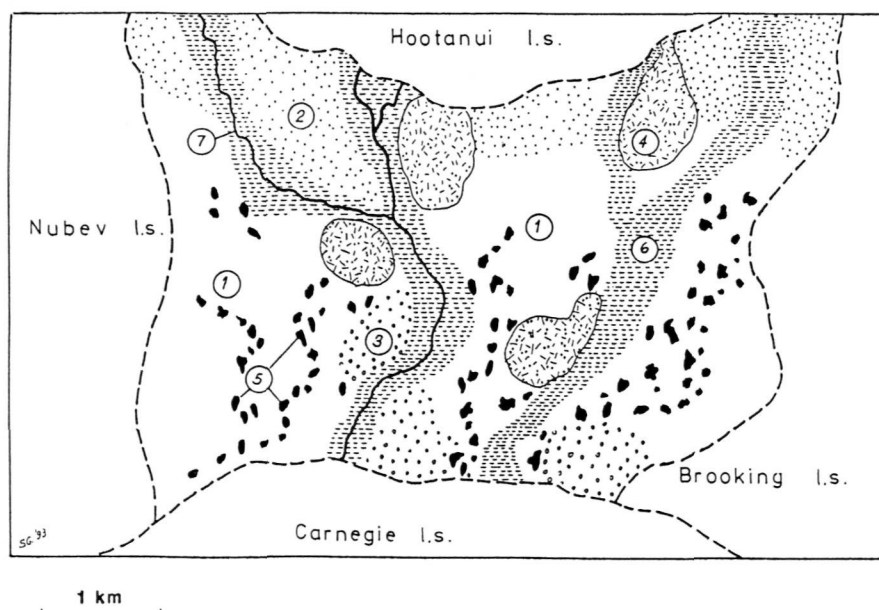 Hootanui l.s.
2
7
4
Nubev l.s.
1
6
1
3
5
Brooking l.s.
Carnegie l.s.
SG '93
1 km